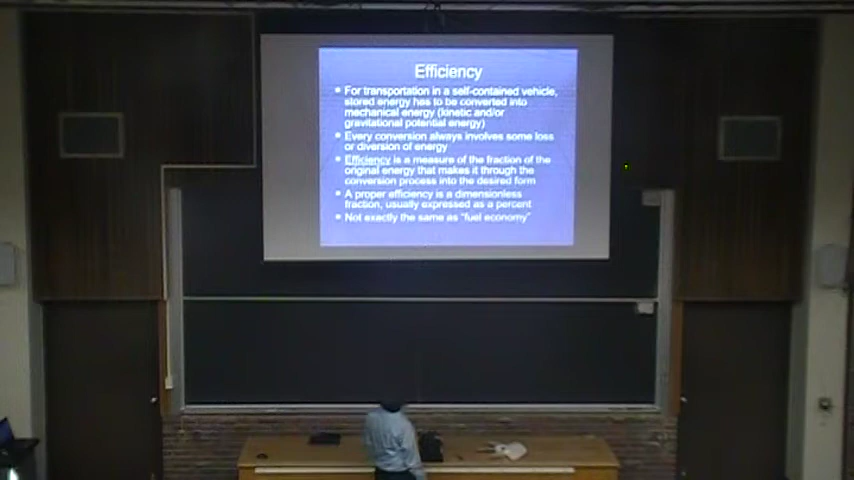 Efficiency
• For transportation in a self-contained vehicle,
stored energy has to be converted into
mechanical energy (kinetic and/or
gravitational potential energy)
• Every conversion always involves some loss
or diversion of energy
• Efficiency is a measure of the fraction of the
original energy that makes it through the
conversion process into the desired form
• A proper efficiency is a dimensionless
fraction, usually expressed as a percent
• Not exactly the same as "fuel economy"